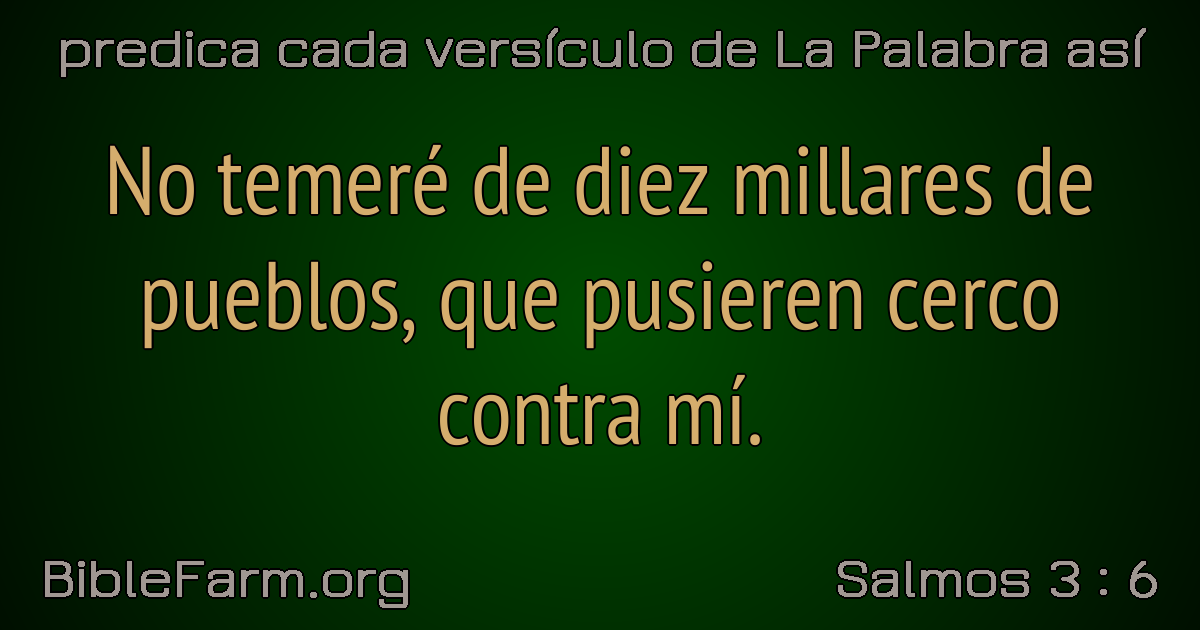 predica cada versículo de La Palabra así
No temeré de diez millares de
pueblos, que pusieren cerco
contra mí.
BibleFarm.org
Salmos 3 : 6